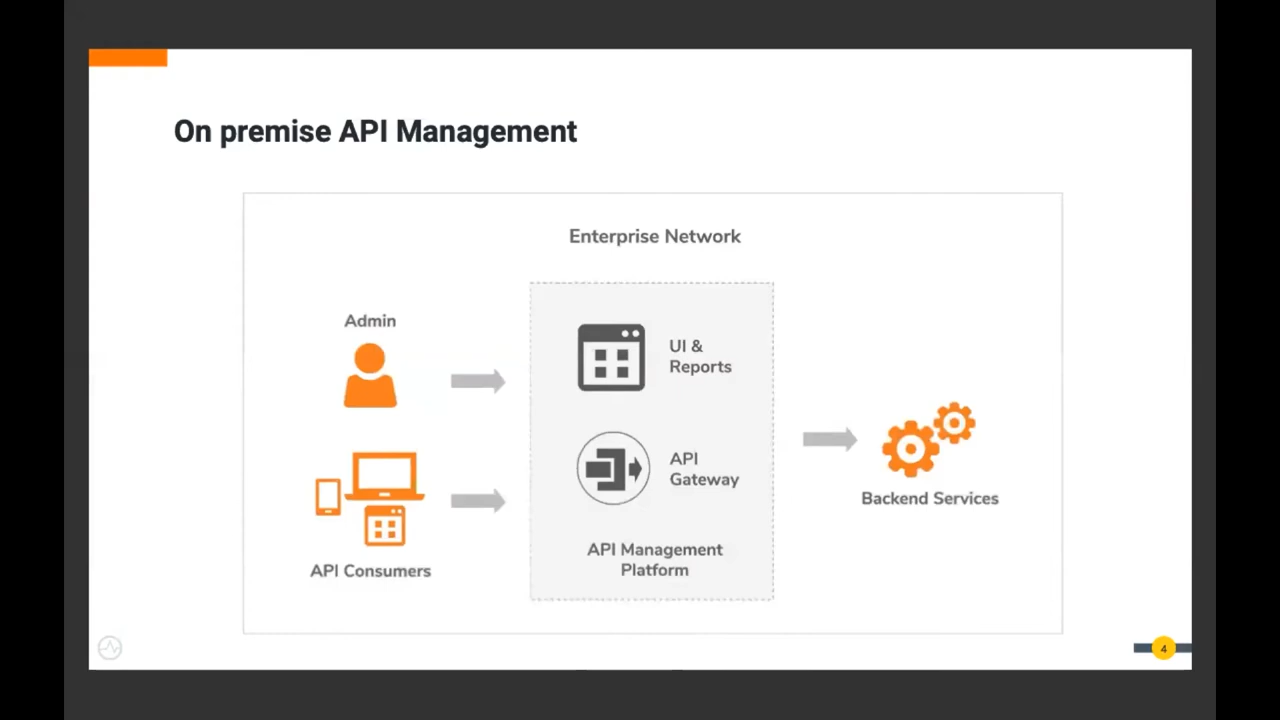 On premise API Management
Enterprise Network
Admin
UI &
Reports
API
Gateway
Backend Services
API Management
Platform
API Consumers
4